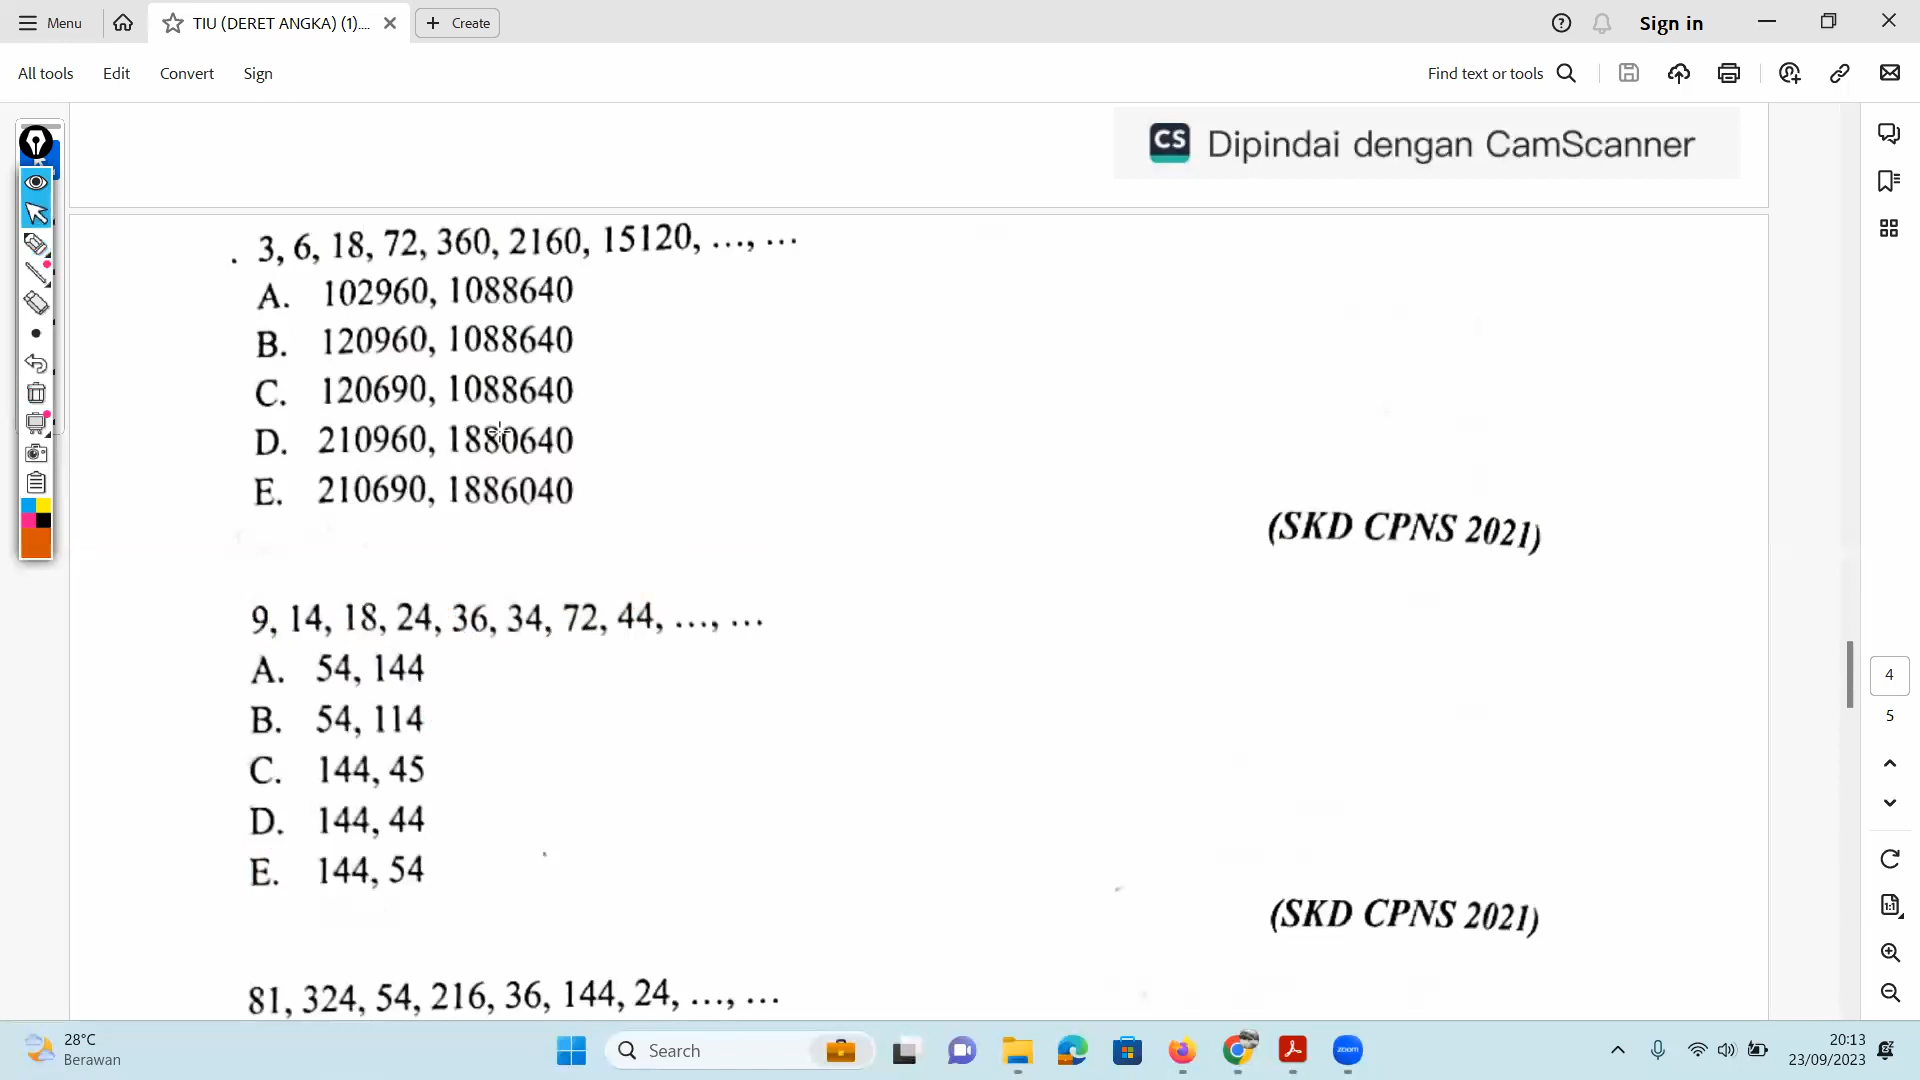 Menu
TIU (DERET ANGKA) (1)....
Create
Sign in
All tools
Edit
Convert
Sign
Find text or tools
CS Dipindai dengan CamScanner
. 3, 6, 18, 72, 360, 2160, 15120, ..., ...
A. 102960, 1088640
B. 120960, 1088640
C. 120690, 1088640
D. 210960, 1880640
E. 210690, 1886040
(SKD CPNS 2021)
9, 14, 18, 24, 36, 34, 72, 44, ..., ...
A. 54, 144
B. 54, 114
C. 144, 45
D. 144, 44
E. 144, 54
(SKD CPNS 2021)
81, 324, 54, 216, 36, 144, 24, ..., ...
4
5
1:1
28°C
Berawan
Search
zoom
20:13
23/09/2023